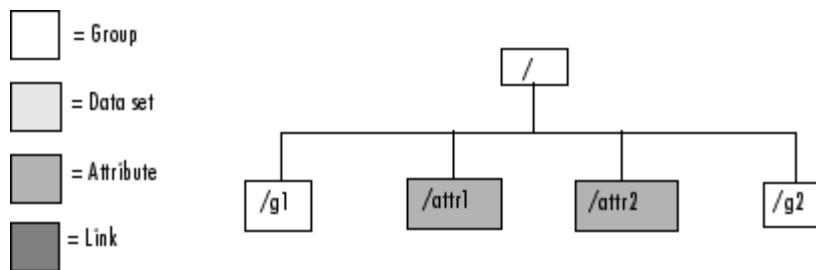 = Group
= Data set
= Attribute
= Link
/
/g1
/attr1
/attr2
/g2